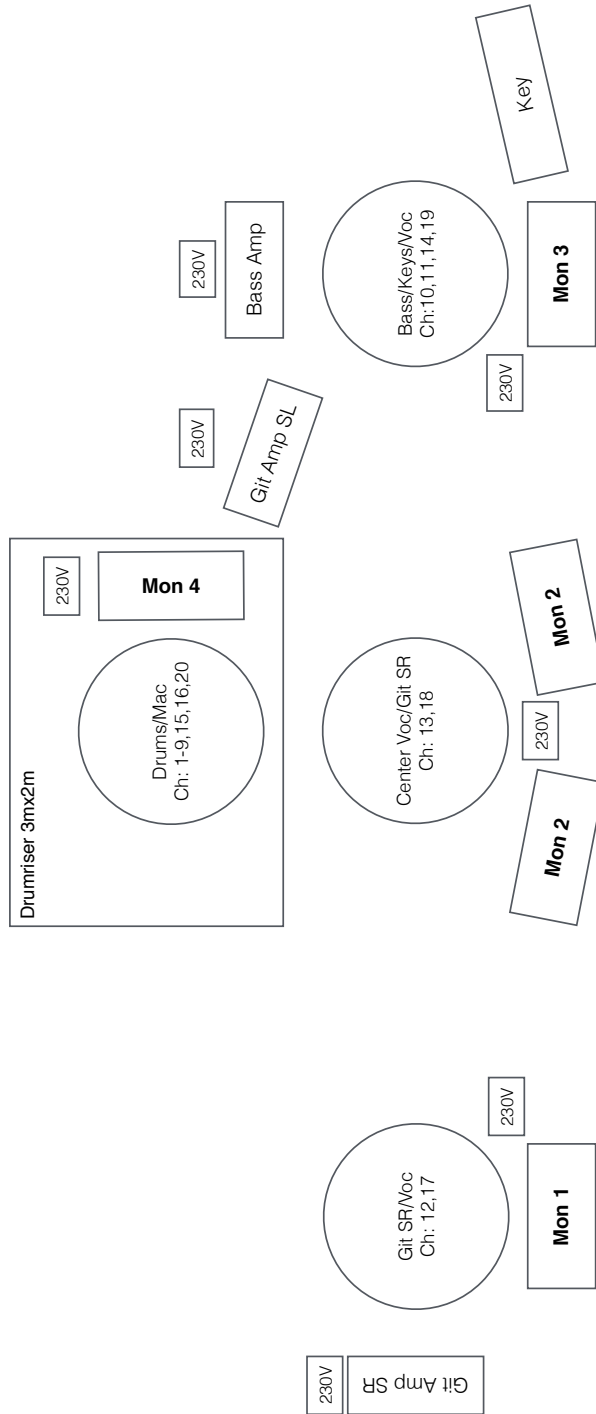 Drumriser 3mx2m
230V
Mon 4
Drums/Mac
Ch: 1-9,15,16,20
230V
230V
Git Amp SL
Bass Amp
230V
Git Amp SR
Git SR/Voc
Ch: 12,17
Center Voc/Git SR
Ch: 13,18
Bass/Keys/Voc
Ch:10,11,14,19
Key
230V
230V
230V
Mon 1
Mon 2
Mon 2
Mon 3